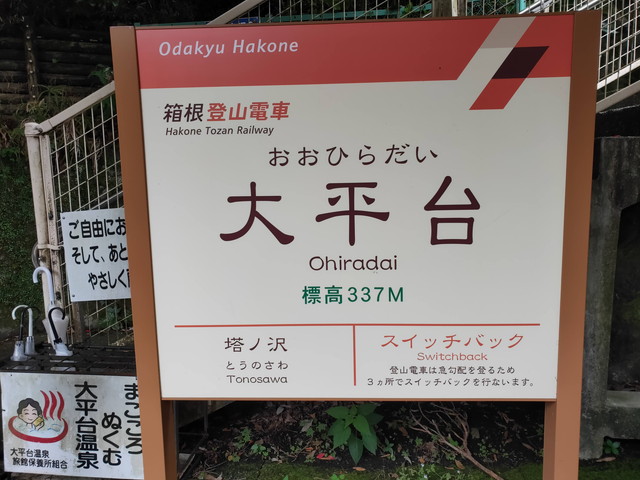 Odakyu Hakone
箱根登山電車
Hakone Tozan Railway
おおひらだい
大平台
Ohiradai
標高337M
塔ノ沢
とうのさわ
Tonosawa
スイッチバック
Switchback
登山電車は急勾配を登るため
3ヵ所でスイッチバックを行ないます。
ご自由にお
そして、あと
やさしく
まごころ
ぬくむ
大平台温泉
大平台温泉
旅館保養所組合